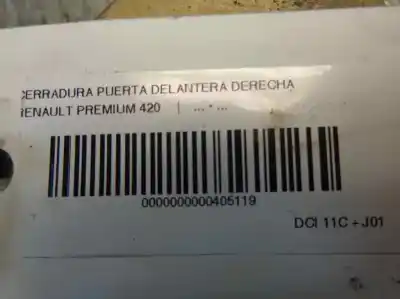 CERRADURA PUERTA DELANTERA DERECHA
RENAULT PREMIUM 420 | ... * ...
0000000000405119
DCI 11C - J01